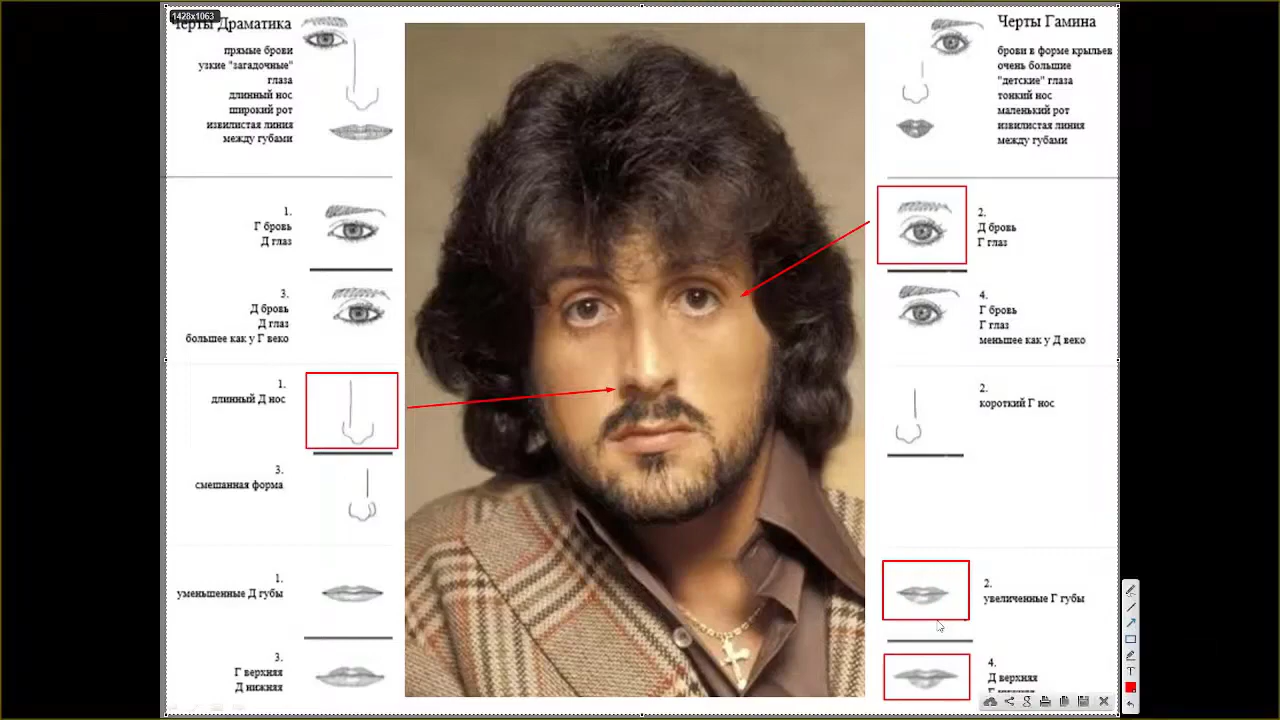 1428x1063
Черты Драматика
прямые брови
узкие "загадочные"
глаза
длинный нос
широкий рот
извилистая линия
между губами
Черты Гамина
брови в форме крыльев
очень большие
"детские" глаза
тонкий нос
маленький рот
извилистая линия
между губами
1.
Г бровь
Д глаз
2.
Д бровь
Г глаз
3.
Д бровь
Д глаз
большее как у Г веко
4.
Г бровь
Г глаз
меньшее как у Д веко
1.
длинный Д нос
2.
короткий Г нос
3.
смешанная форма
1.
уменьшенные Д губы
2.
увеличенные Г губы
3.
Г верхняя
Д нижняя
4.
Д верхняя
T